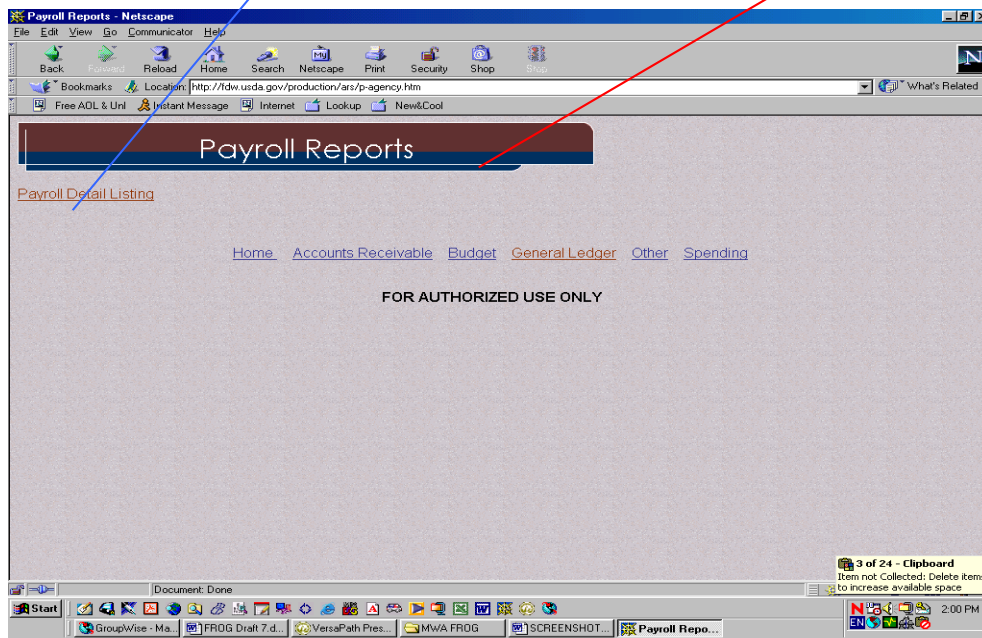 Payroll Reports - Netscape
File Edit View Go Communicator Help
Back Forward Reload Home Search Netscape Print Security Shop Stop
Bookmarks Location: http://fdw.usda.gov/production/ars/p-agency.htm What's Related
Free AOL & Unl Instant Message Internet Lookup New&Cool
Payroll Reports
Payroll Detail Listing
Home Accounts Receivable Budget General Ledger Other Spending
FOR AUTHORIZED USE ONLY
3 of 24 - Clipboard
Item not Collected: Delete items
to increase available space
Document: Done
Start 2:00 PM
GroupWise - Ma... FROG Draft 7.d... VersaPath Pres... MWA FROG SCREENSHOT... Payroll Repo... EN